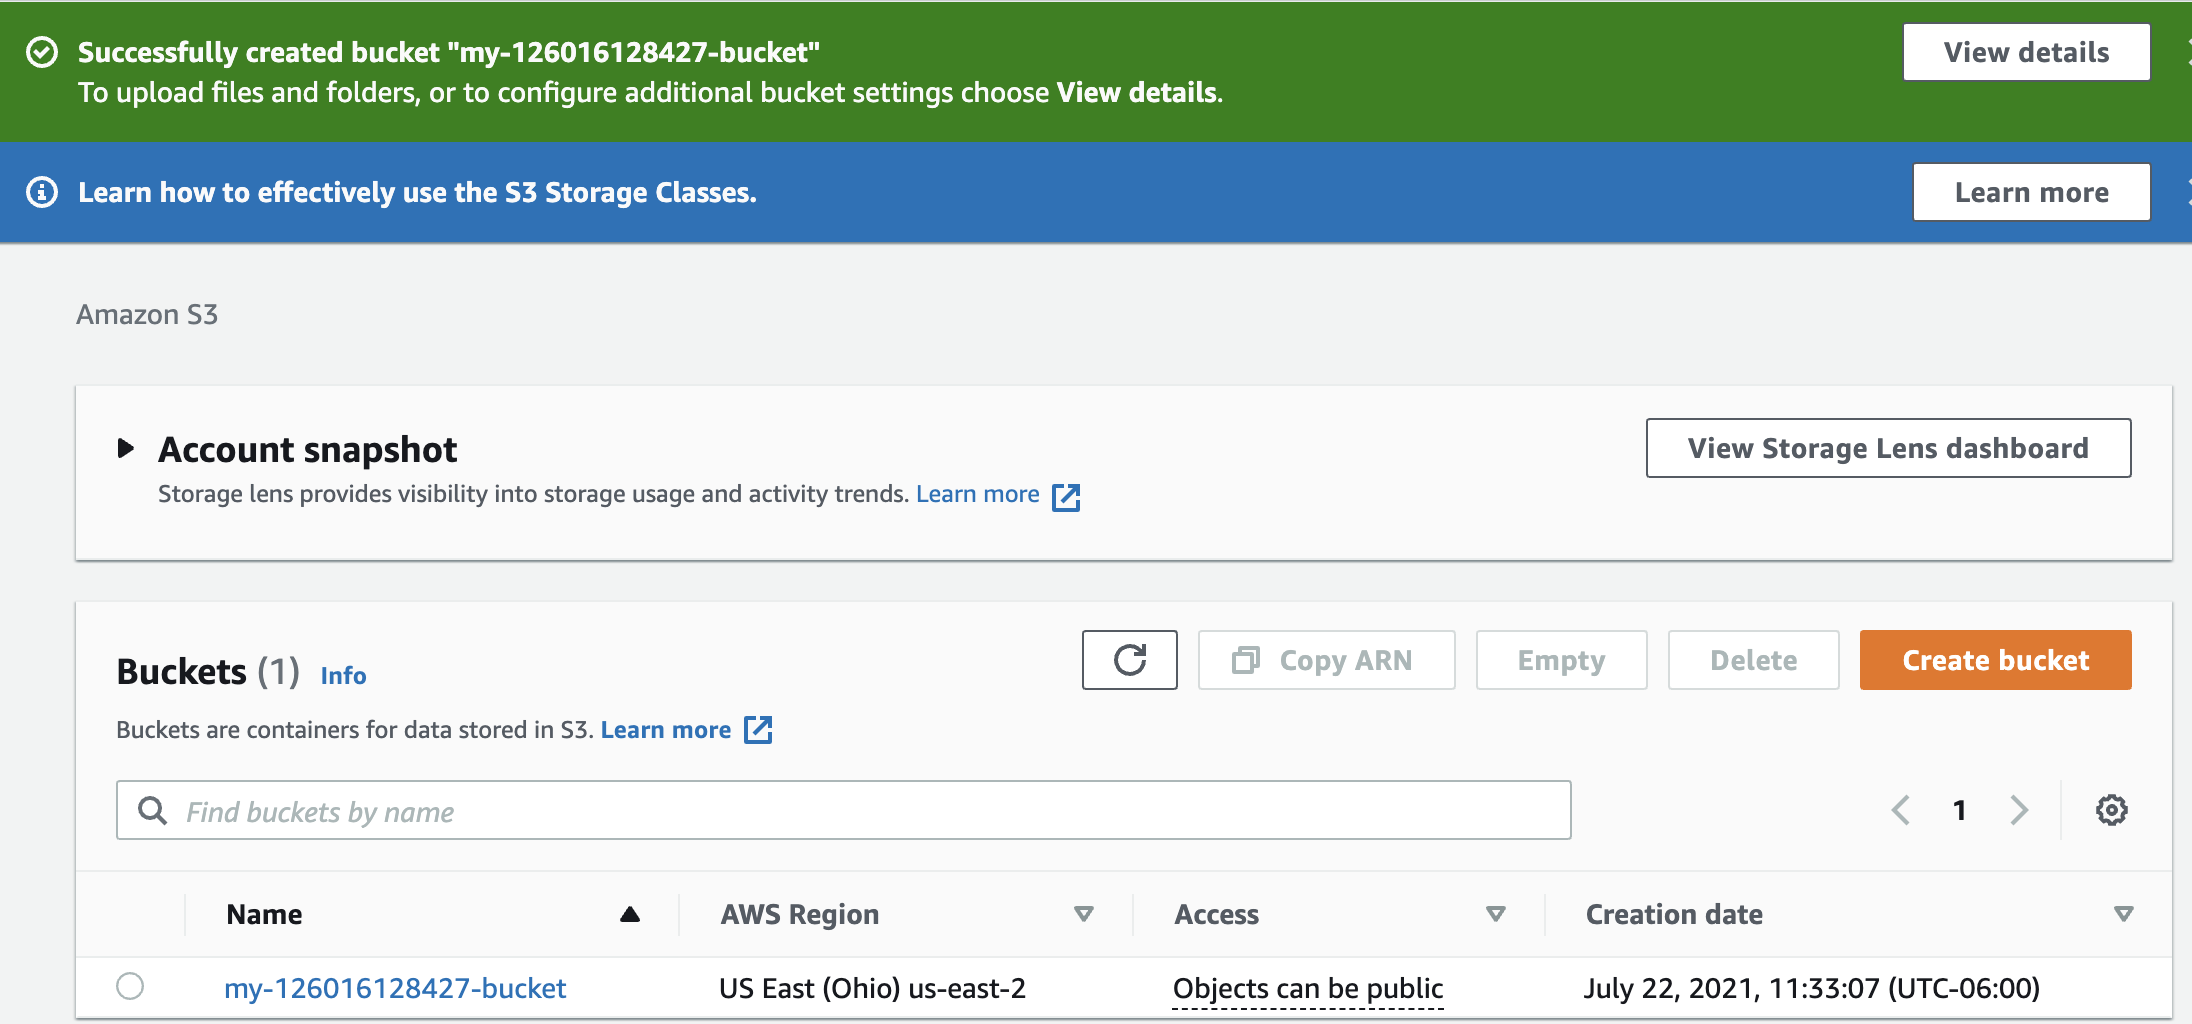 Successfully created bucket "my-126016128427-bucket"
View details
To upload files and folders, or to configure additional bucket settings choose View details.
Learn how to effectively use the S3 Storage Classes.
Learn more
Amazon S3
Account snapshot
View Storage Lens dashboard
Storage lens provides visibility into storage usage and activity trends. Learn more
Buckets (1) Info
Copy ARN
Empty
Delete
Create bucket
Buckets are containers for data stored in S3. Learn more
Find buckets by name
1
Name AWS Region Access Creation date
my-126016128427-bucket US East (Ohio) us-east-2 Objects can be public July 22, 2021, 11:33:07 (UTC-06:00)